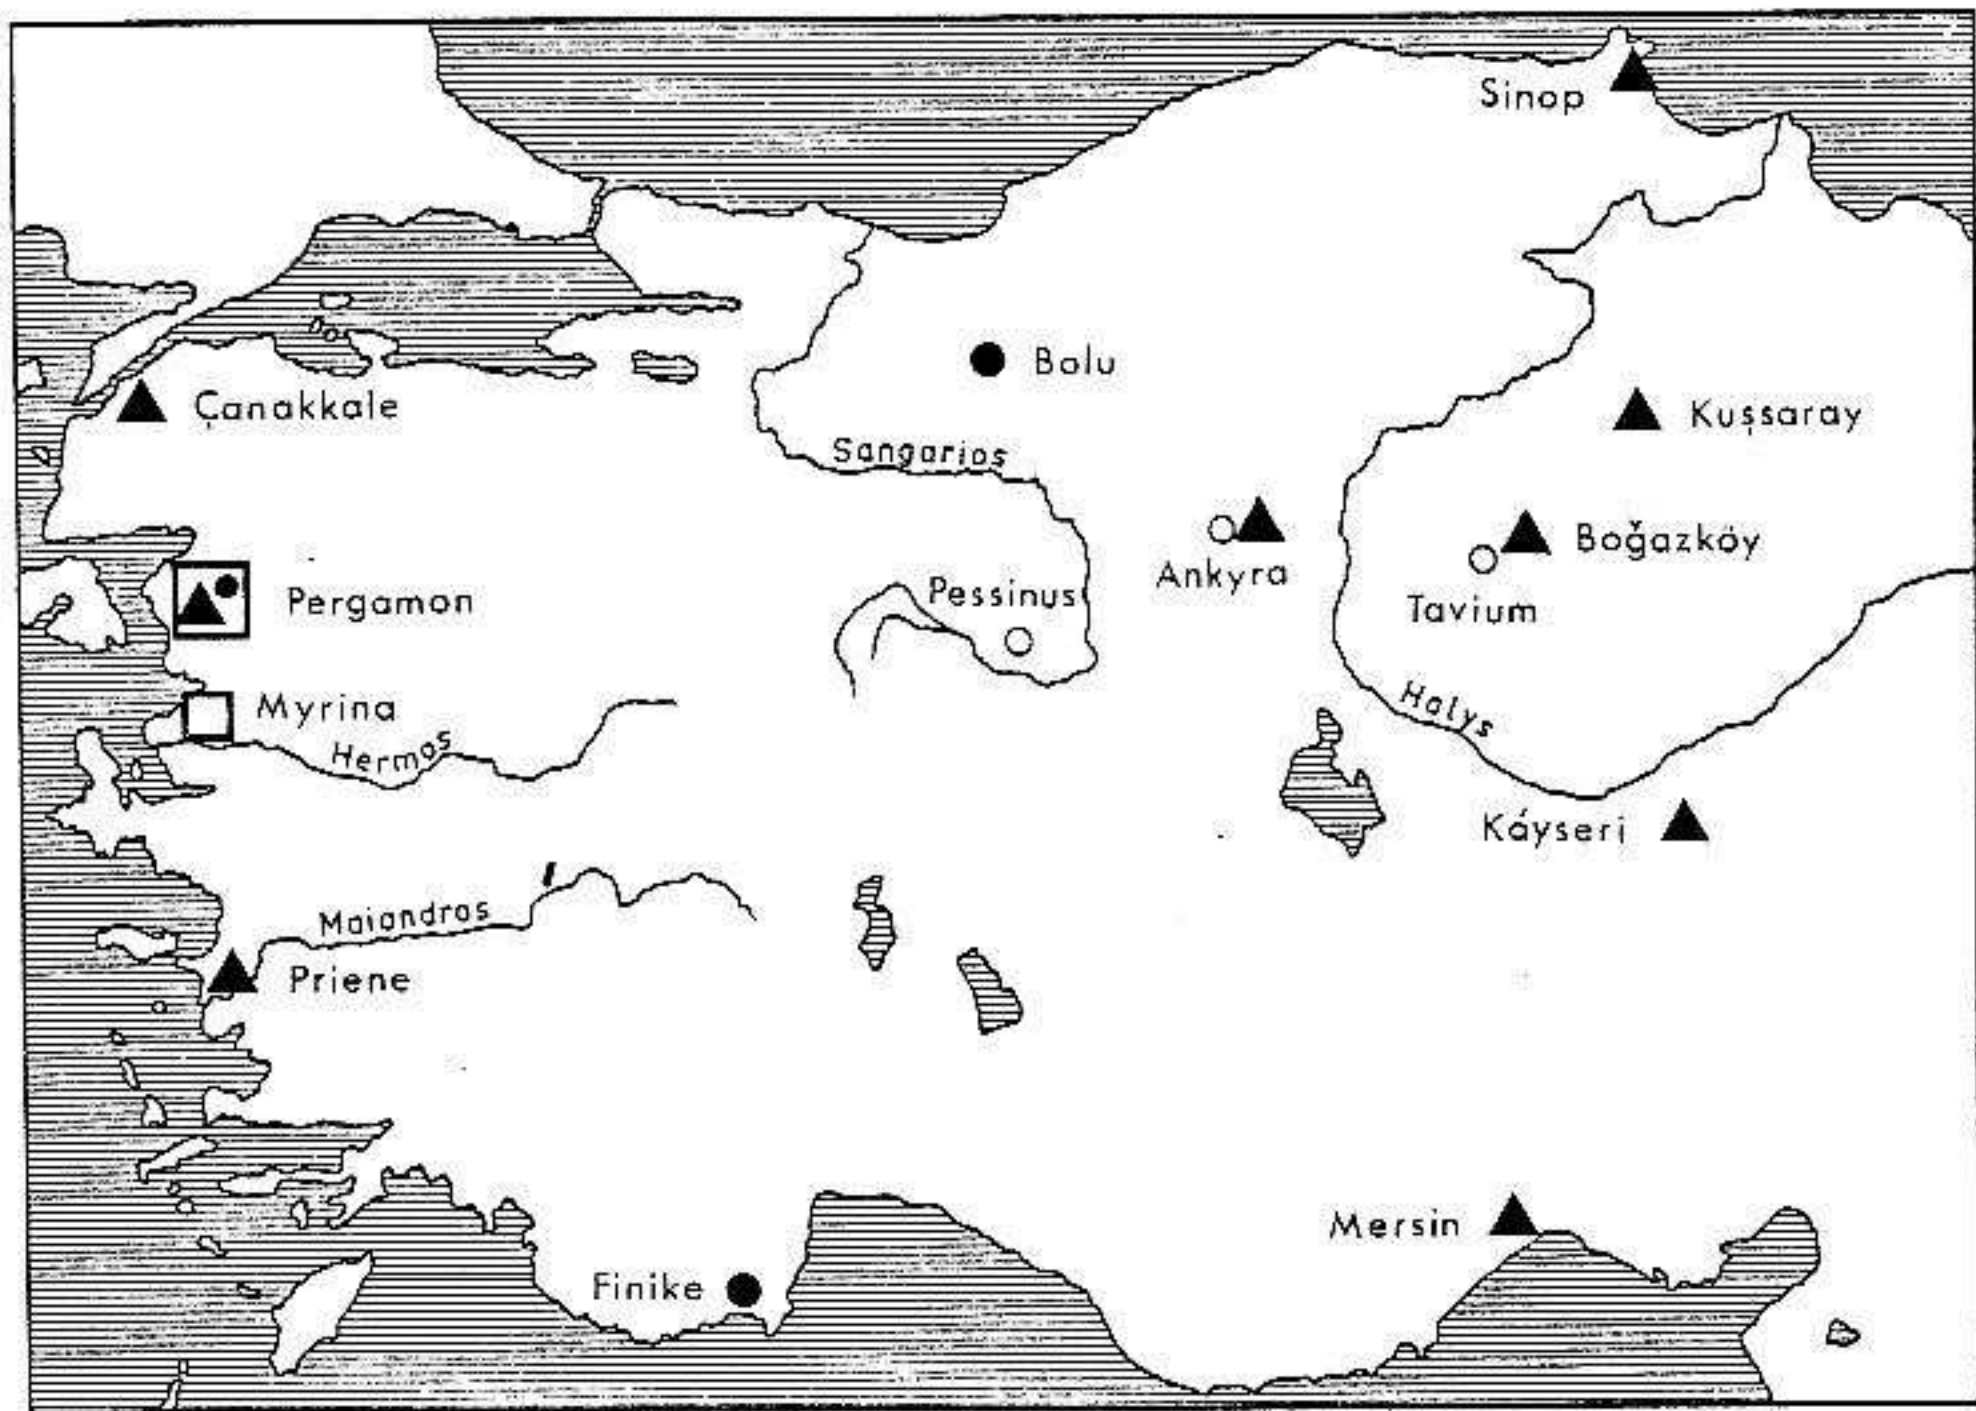 Sinop
Bolu
Çanakkale
Kuşsaray
Sangarios
Boğazköy
Ankyra
Pessinus
Pergamon
Tavium
Myrina
Halys
Hermos
Káyseri
Maiandros
Priene
Mersin
Finike